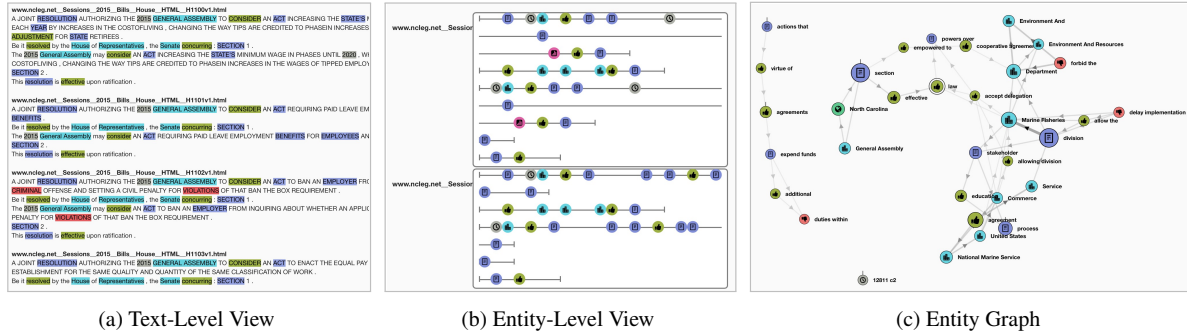 www.ncleg.net__Sessions_2015_Bills_House_HTML_H1100v1.html
A JOINT RESOLUTION AUTHORIZING THE 2015 GENERAL ASSEMBLY TO CONSIDER AN ACT INCREASING THE STATE'S
EACH YEAR BY INCREASES IN THE COSTOFLIVING , CHANGING THE WAY TIPS ARE CREDITED TO PHASEIN INCREASES IN THE
ADJUSTMENT FOR STATE RETIREES .
Be it resolved by the House of Representatives , the Senate concurring : SECTION 1 .
The 2015 General Assembly may consider an ACT INCREASING THE STATE'S MINIMUM WAGE IN PHASES UNTIL 2020 ,
COSTOFLIVING , CHANGING THE WAY TIPS ARE CREDITED TO PHASEIN INCREASES IN THE WAGES OF TIPPED
SECTION 2 .
This resolution is effective upon ratification .
www.ncleg.net__Sessions_2015_Bills_House_HTML_H1101v1.html
A JOINT RESOLUTION AUTHORIZING THE 2015 GENERAL ASSEMBLY TO CONSIDER AN ACT REQUIRING PAID LEAVE
BENEFITS .
Be it resolved by the House of Representatives , the Senate concurring : SECTION 1 .
The 2015 General Assembly may consider an ACT REQUIRING PAID LEAVE EMPLOYMENT BENEFITS FOR EMPLOYEES
SECTION 2 .
This resolution is effective upon ratification .
www.ncleg.net__Sessions_2015_Bills_House_HTML_H1102v1.html
A JOINT RESOLUTION AUTHORIZING THE 2015 GENERAL ASSEMBLY TO CONSIDER AN ACT TO BAN AN EMPLOYER
CRIMINAL OFFENSE AND SETTING A CIVIL PENALTY FOR VIOLATIONS OF THAT BAN THE BOX REQUIREMENT .
Be it resolved by the House of Representatives , the Senate concurring : SECTION 1 .
The 2015 General Assembly may consider an ACT TO BAN AN EMPLOYER FROM INQUIRING ABOUT WHETHER AN
PENALTY FOR VIOLATIONS OF THAT BAN THE BOX REQUIREMENT .
SECTION 2 .
This resolution is effective upon ratification .
www.ncleg.net__Sessions_2015_Bills_House_HTML_H1103v1.html
A JOINT RESOLUTION AUTHORIZING THE 2015 GENERAL ASSEMBLY TO CONSIDER AN ACT TO ENACT THE EQUAL PAY
ESTABLISHMENT FOR THE SAME QUALITY AND QUANTITY OF THE SAME CLASSIFICATION OF WORK .
Be it resolved by the House of Representatives , the Senate concurring : SECTION 1 .
(a) Text-Level View
www.ncleg.net__Session
www.ncleg.net__Session
(b) Entity-Level View
actions that
virtue of
agreements
expend funds
additional
duties within
section
North Carolina
General Assembly
effective
law
empowered to
powers over
cooperative agreemen
Environment And
Environment And Resources
forbid the
Department
accept delegation
Marine Fisheries
delay implementation
allow the
division
stakeholder
allowing division
Service
education
Commerce
agreement
process
United States
National Marine Service
12811 c2
(c) Entity Graph